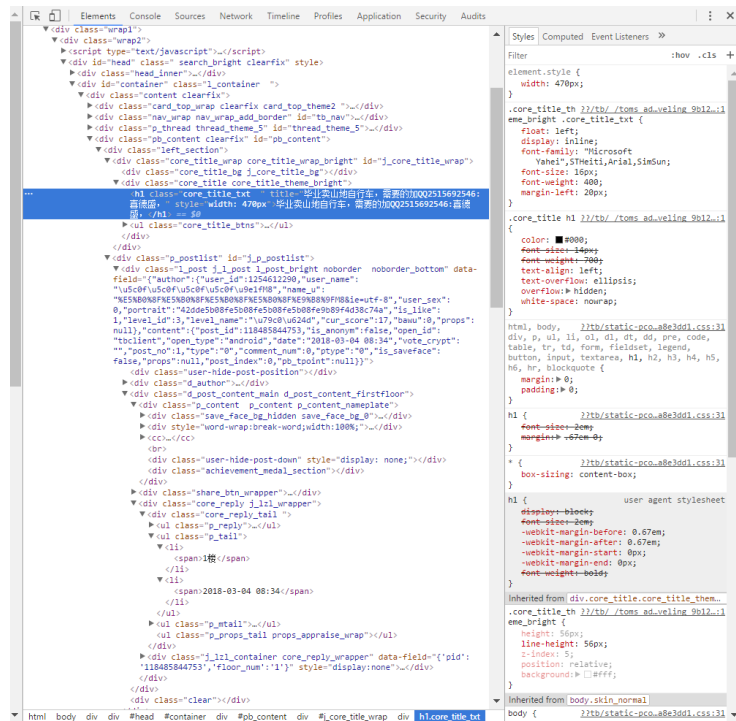 Elements Console Sources Network Timeline Profiles Application Security Audits
▼<div class="wrap1">
▼<div class="wrap2">
▶<script type="text/javascript">…</script>
▼<div id="head" class=" search_bright clearfix" style>
▶<div class="head_inner">…</div>
▼<div id="container" class="l_container  ">
▼<div class="content clearfix">
▶<div class="card_top_wrap clearfix card_top_theme2 ">…</div>
▶<div class="nav_wrap nav_wrap_add_border" id="tb_nav">…</div>
▶<div class="p_thread thread_theme_5" id="thread_theme_5">…</div>
▼<div class="pb_content clearfix" id="pb_content">
▼<div class="left_section">
▼<div class="core_title_wrap core_title_wrap_bright" id="j_core_title_wrap">
<div class="core_title_bg j_core_title_bg"></div>
▼<div class="core_title core_title_theme_bright">
… <h1 class="core_title_txt  " title="毕业卖山地自行车，需要的加QQ2515692546:
喜德盛，" style="width: 470px">毕业卖山地自行车，需要的加QQ2515692546:喜德
盛，</h1> == $0
▶<ul class="core_title_btns">…</ul>
</div>
</div>
▼<div class="p_postlist" id="j_p_postlist">
▼<div class="l_post j_l_post l_post_bright noborder  noborder_bottom" data-
field="{"author":{"user_id":1254612290,"user_name":
"\u5c0f\u5c0f\u5c0f\u5c0f\u9e1fM8","name_u":
"%E5%B0%8F%E5%B0%8F%E5%B0%8F%E5%B0%8F%E9%B8%9FM8&ie=utf-8","user_sex":
0,"portrait":"42dde5b08fe5b08fe5b08fe5b08fe9b89f4d38c74a","is_like":
1,"level_id":3,"level_name":"\u79c0\u624d","cur_score":17,"bawu":0,"props":
null},"content":{"post_id":118485844753,"is_anonym":false,"open_id":
"tbclient","open_type":"android","date":"2018-03-04 08:34","vote_crypt":
"","post_no":1,"type":"0","comment_num":0,"ptype":"0","is_saveface":
false,"props":null,"post_index":0,"pb_tpoint":null}}">
<div class="user-hide-post-position"></div>
▶<div class="d_author">…</div>
▼<div class="d_post_content_main d_post_content_firstfloor">
▼<div class="p_content  p_content p_content_nameplate">
▶<div class="save_face_bg_hidden save_face_bg_0">…</div>
▶<div style="word-wrap:break-word;width:100%;">…</div>
▶<cc>…</cc>
<br>
<div class="user-hide-post-down" style="display: none;"></div>
<div class="achievement_medal_section"></div>
</div>
▶<div class="share_btn_wrapper">…</div>
▼<div class="core_reply j_lzl_wrapper">
▼<div class="core_reply_tail ">
▶<ul class="p_reply">…</ul>
▼<ul class="p_tail">
▼<li>
<span>1楼</span>
</li>
▼<li>
<span>2018-03-04 08:34</span>
</li>
</ul>
▶<ul class="p_mtail">…</ul>
<ul class="p_props_tail props_appraise_wrap"></ul>
</div>
▶<div class="j_lzl_container core_reply_wrapper" data-field="{'pid':
'118485844753','floor_num':'1'}" style="display:none">…</div>
</div>
<div class="clear"></div>
html body div div #head #container div #pb_content div #j_core_title_wrap div h1.core_title_txt
Styles Computed Event Listeners »
Filter :hov .cls +
element.style {
width: 470px;
}
.core_title_th ??/tb/_/toms_ad…veling_9b12…:1
eme_bright .core_title_txt {
float: left;
display: inline;
font-family: "Microsoft
Yahei",STHeiti,Arial,SimSun;
font-size: 16px;
font-weight: 400;
margin-left: 20px;
}
.core_title h1 ??/tb/_/toms_ad…veling_9b12…:1
{
color: #000;
font-size: 14px;
font-weight: 700;
text-align: left;
text-overflow: ellipsis;
overflow:▶ hidden;
white-space: nowrap;
}
html, body, ??tb/static-pco…a8e3dd1.css:31
div, p, ul, li, ol, dl, dt, dd, pre, code,
table, tr, td, form, fieldset, legend,
button, input, textarea, h1, h2, h3, h4, h5,
h6, hr, blockquote {
margin:▶ 0;
padding:▶ 0;
}
h1 { ??tb/static-pco…a8e3dd1.css:31
font-size: 2em;
margin:▶ .67em 0;
}
* { ??tb/static-pco…a8e3dd1.css:31
box-sizing: content-box;
}
h1 { user agent stylesheet
display: block;
font-size: 2em;
-webkit-margin-before: 0.67em;
-webkit-margin-after: 0.67em;
-webkit-margin-start: 0px;
-webkit-margin-end: 0px;
font-weight: bold;
}
Inherited from div.core_title.core_title_them…
.core_title_th ??/tb/_/toms_ad…veling_9b12…:1
eme_bright {
height: 56px;
line-height: 56px;
z-index: 5;
position: relative;
background:▶ #fff;
}
Inherited from body.skin_normal
body { ??tb/static-pco…a8e3dd1.css:31